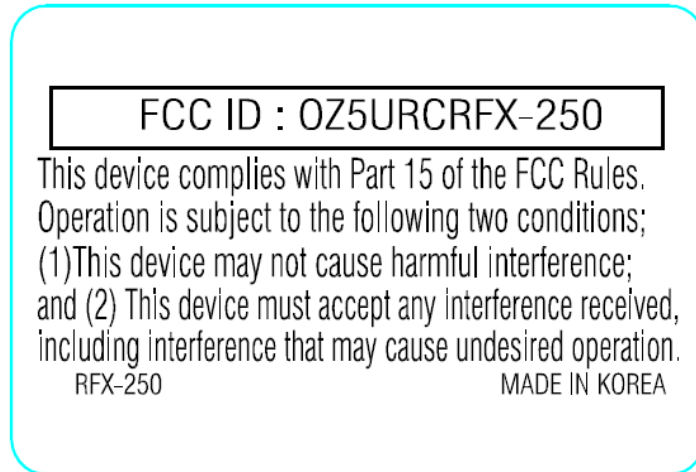 FCC ID : OZ5URCRFX-250
This device complies with Part 15 of the FCC Rules.
Operation is subject to the following two conditions;
(1)This device may not cause harmful interference;
and (2) This device must accept any interference received,
including interference that may cause undesired operation.
RFX-250 MADE IN KOREA